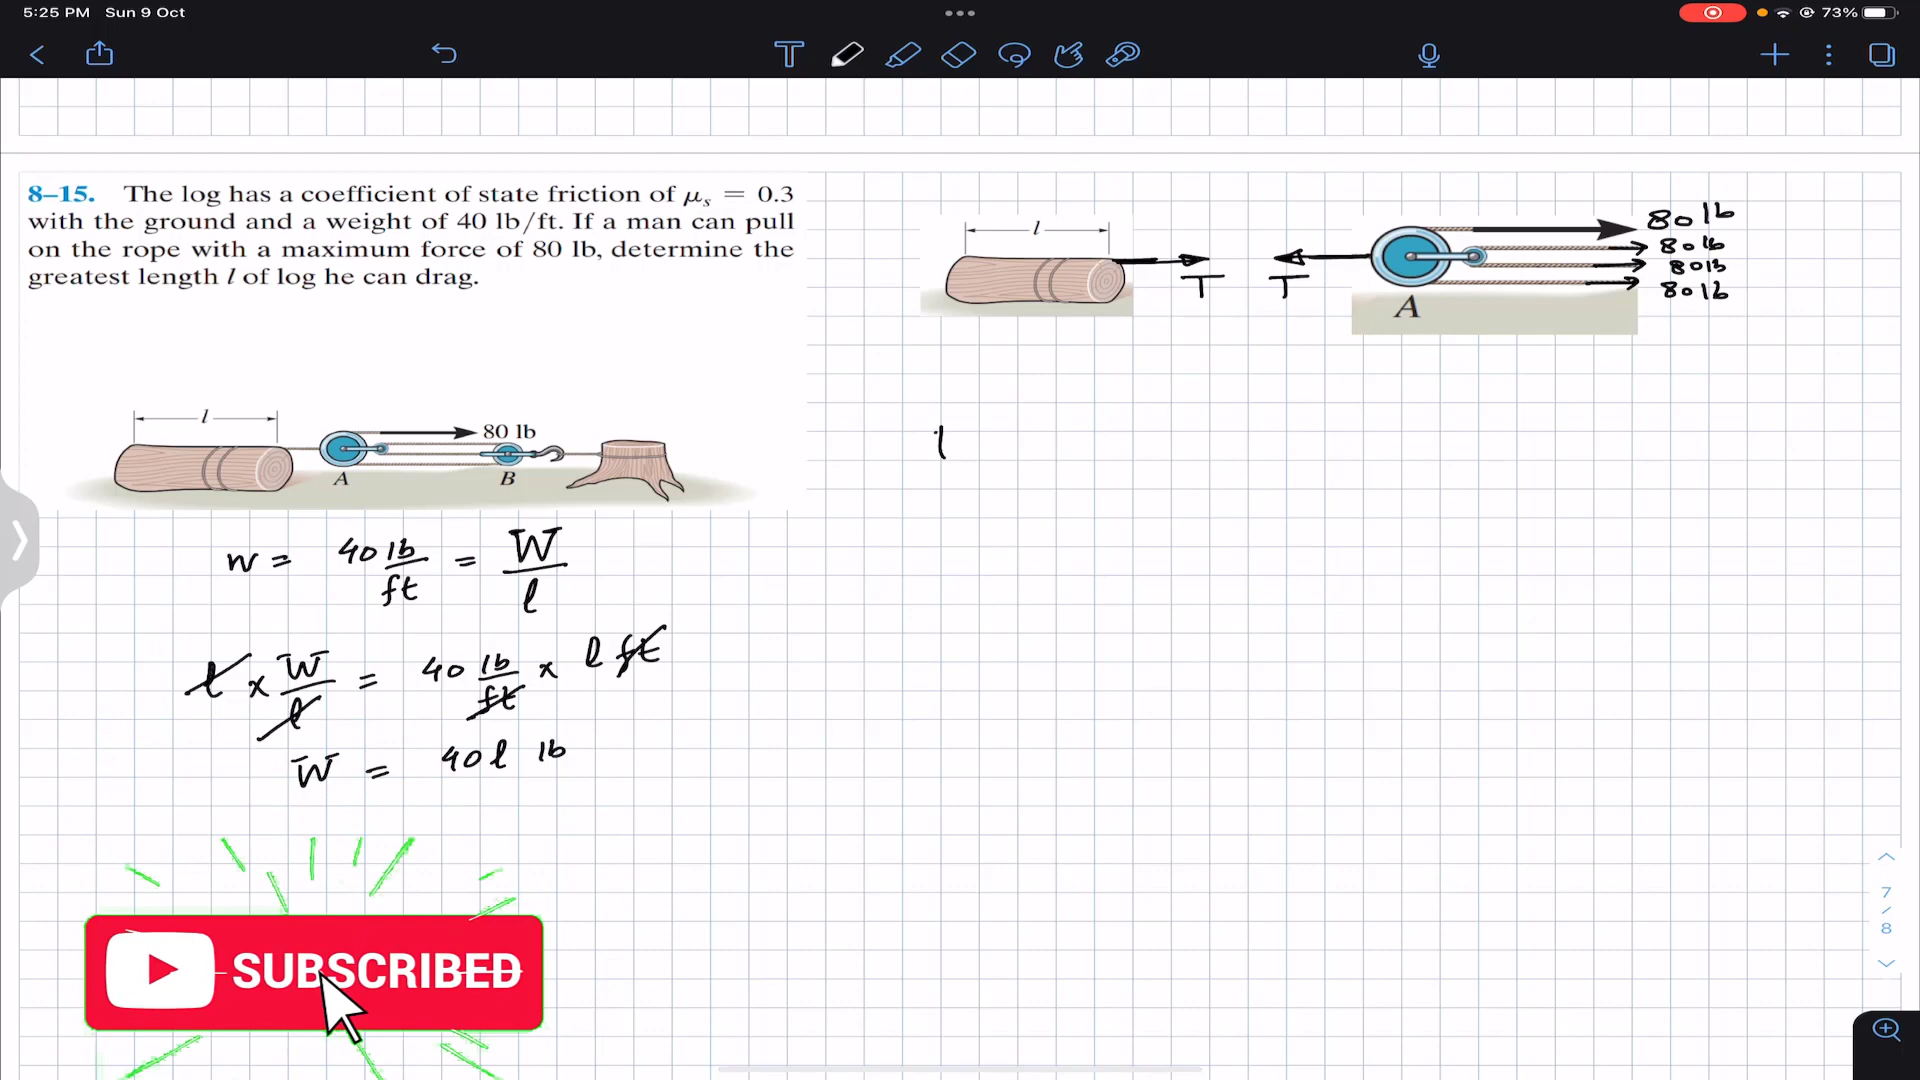 5:25 PM Sun 9 Oct
73%
8–15. The log has a coefficient of state friction of μs = 0.3
with the ground and a weight of 40 lb/ft. If a man can pull
on the rope with a maximum force of 80 lb, determine the
greatest length l of log he can drag.
l
80 lb
A
B
l
T
T
A
80 lb
80 lb
80 lb
80 lb
w = 40 lb/ft = W/l
l × W/l = 40 lb/ft × l ft
W = 40 l lb
7
/
8
SUBSCRIBED